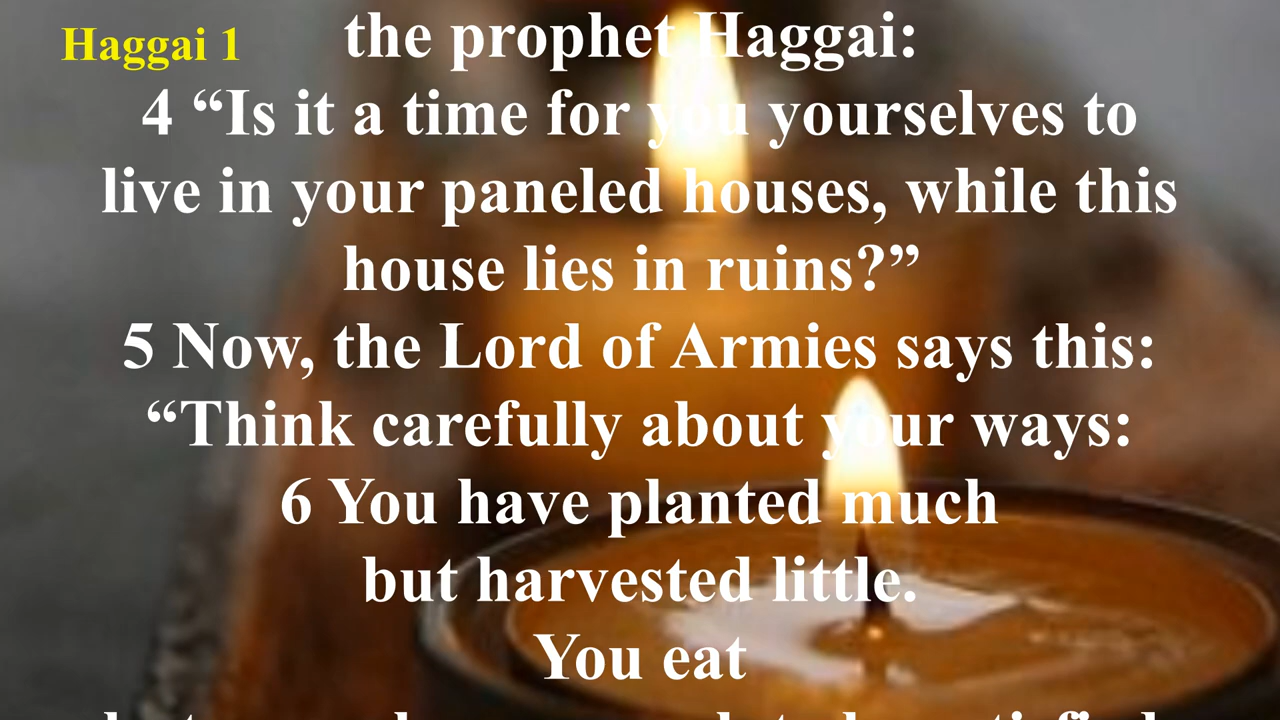 Haggai 1
the prophet Haggai:
4 “Is it a time for you yourselves to
live in your paneled houses, while this
house lies in ruins?”
5 Now, the Lord of Armies says this:
“Think carefully about your ways:
6 You have planted much
but harvested little.
You eat